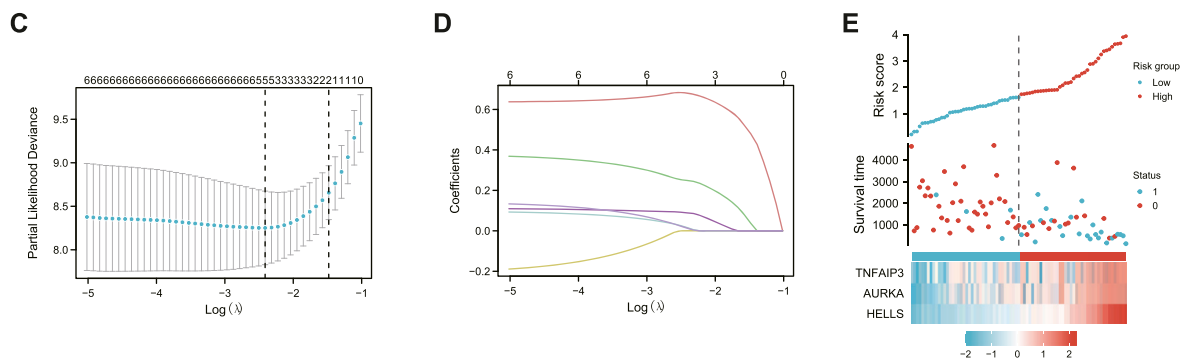 C
66666666666666666666666666655333333222111110
Partial Likelihood Deviance
9.5
9.0
8.5
8.0
−5 −4 −3 −2 −1
Log (λ)
D
6 6 6 3 0
Coefficients
0.6
0.4
0.2
0.0
−0.2
−5 −4 −3 −2 −1
Log (λ)
E
Risk score
4
3
2
1
Risk group
Low
High
Survival time
4000
3000
2000
1000
Status
1
0
TNFAIP3
AURKA
HELLS
−2 −1 0 1 2